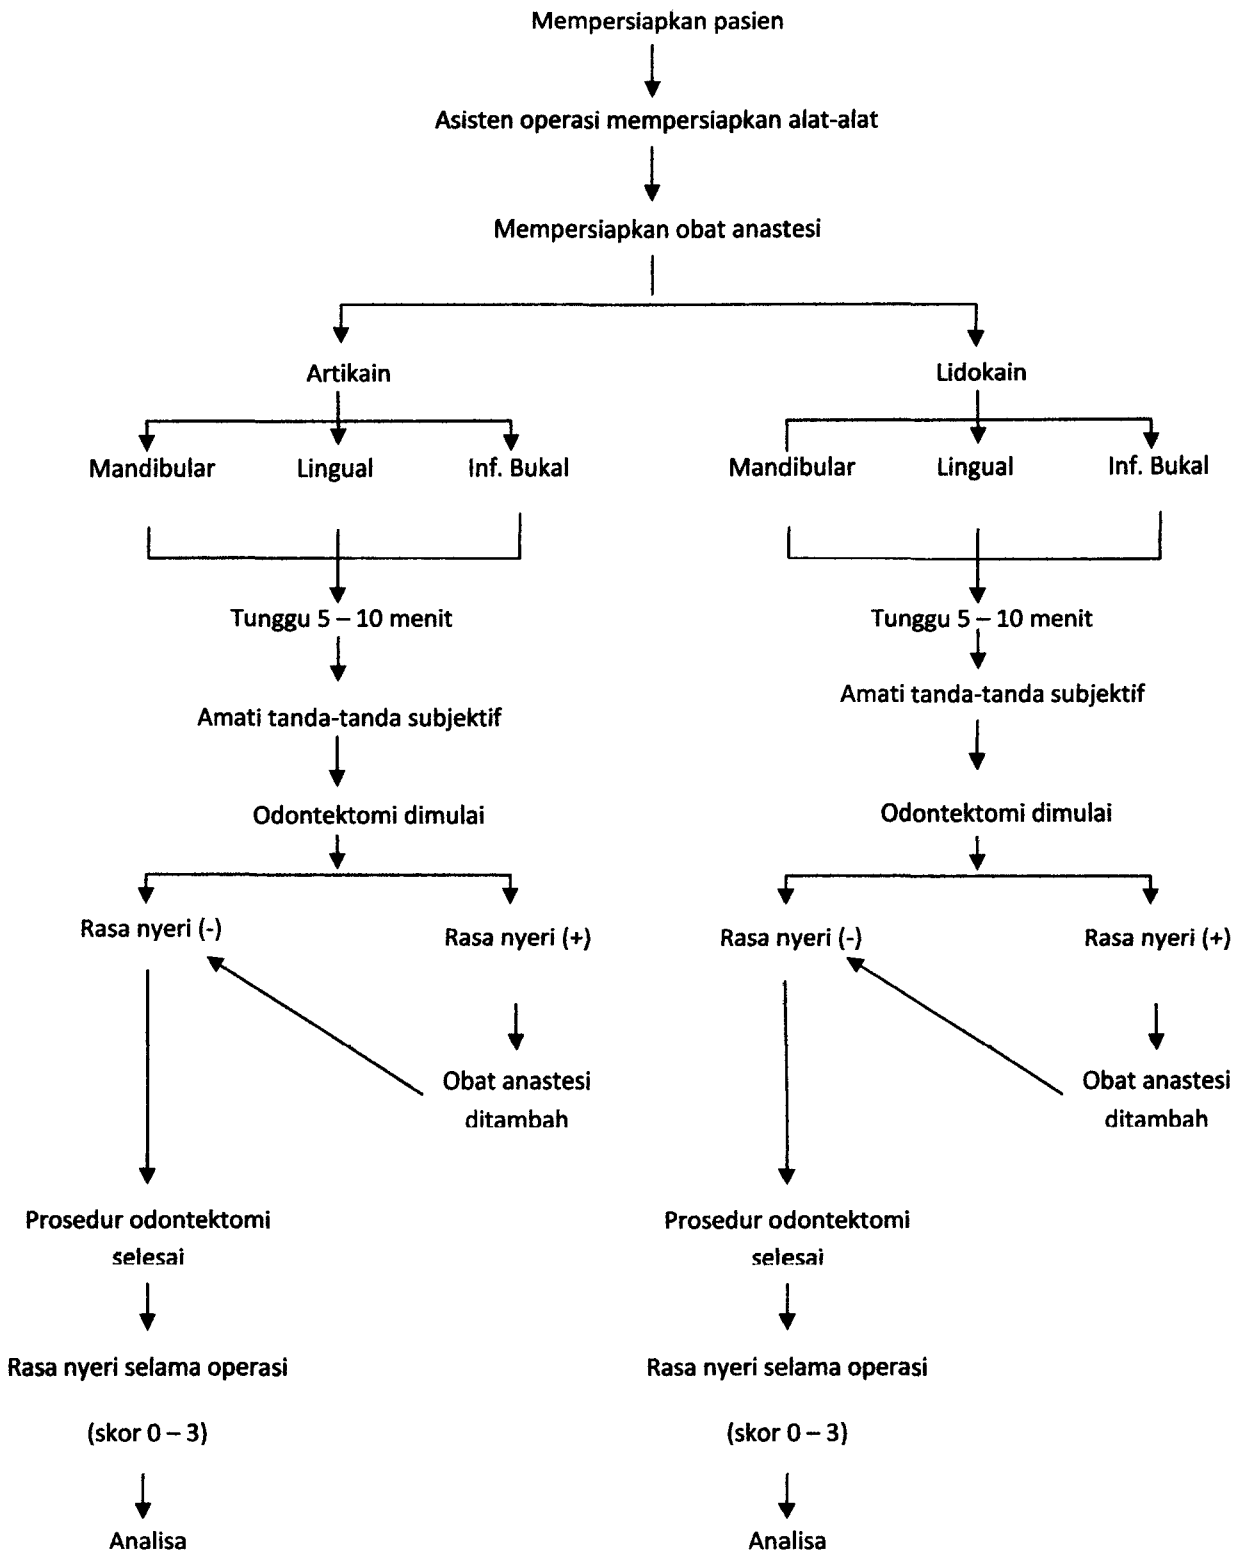 Mempersiapkan pasien
Asisten operasi mempersiapkan alat-alat
Mempersiapkan obat anastesi
Artikain
Lidokain
Mandibular
Lingual
Inf. Bukal
Mandibular
Lingual
Inf. Bukal
Tunggu 5 – 10 menit
Tunggu 5 – 10 menit
Amati tanda-tanda subjektif
Amati tanda-tanda subjektif
Odontektomi dimulai
Odontektomi dimulai
Rasa nyeri (-)
Rasa nyeri (+)
Rasa nyeri (-)
Rasa nyeri (+)
Obat anastesi
ditambah
Obat anastesi
ditambah
Prosedur odontektomi
selesai
Prosedur odontektomi
selesai
Rasa nyeri selama operasi
(skor 0 – 3)
Rasa nyeri selama operasi
(skor 0 – 3)
Analisa
Analisa